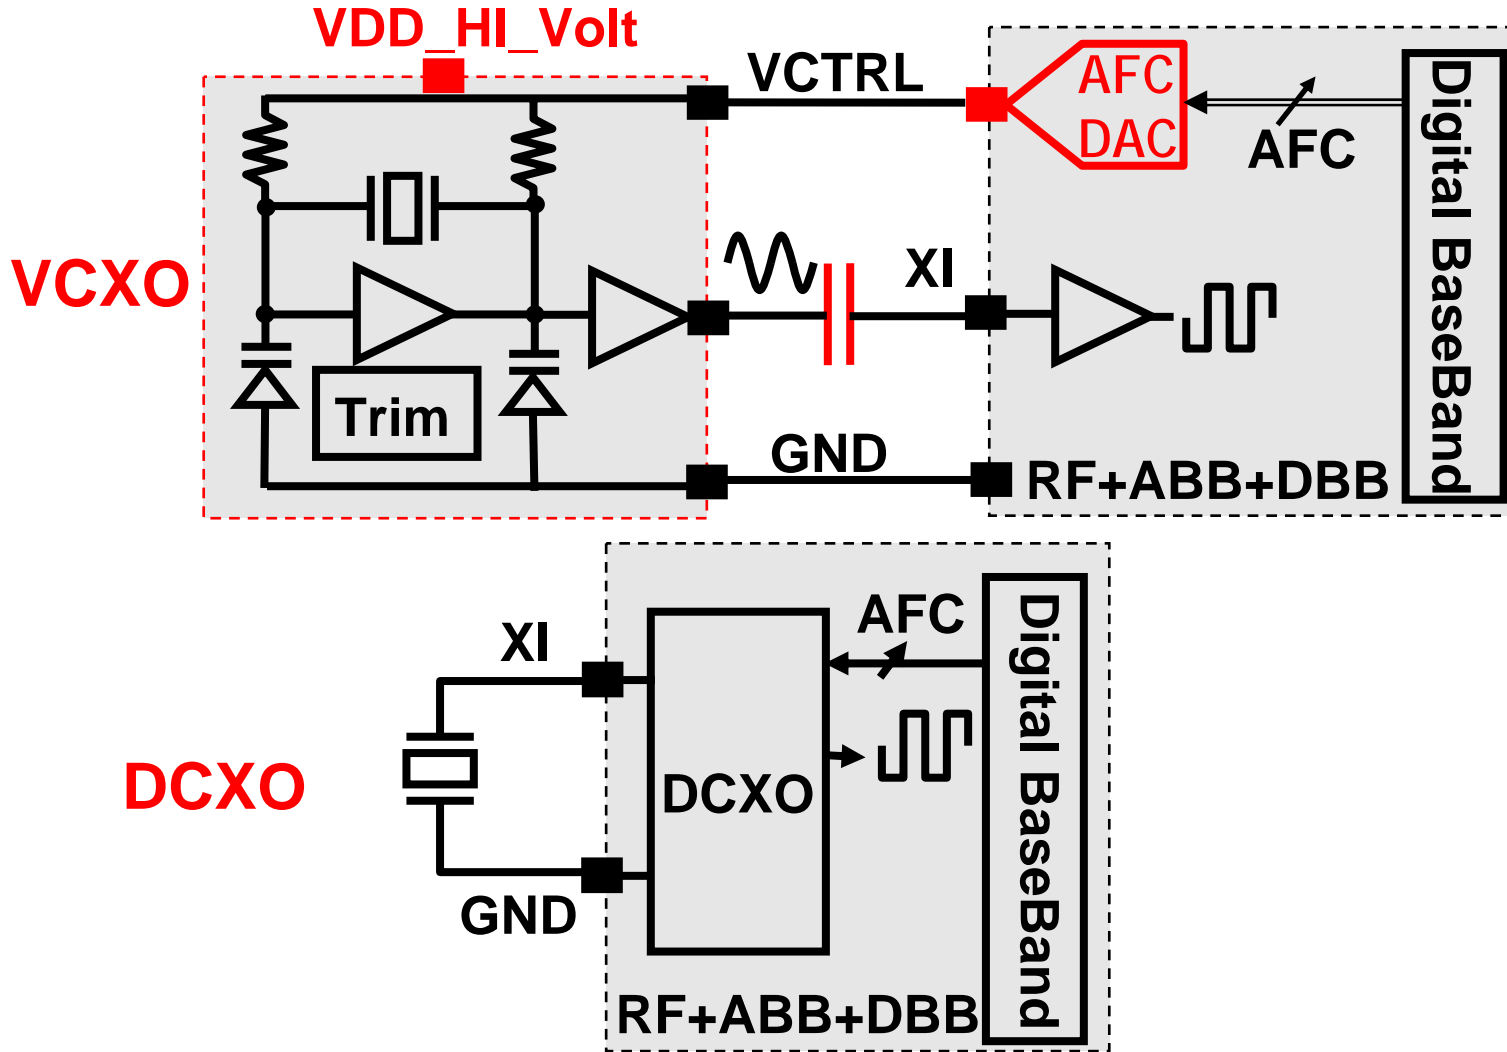 VDD_HI_Volt
VCTRL
AFC
DAC
AFC
Digital BaseBand
VCXO
XI
Trim
GND
RF+ABB+DBB
XI
AFC
Digital BaseBand
DCXO
DCXO
GND
RF+ABB+DBB